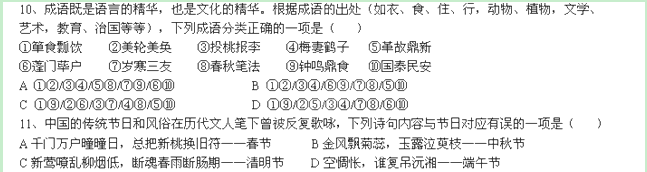 10、成语既是语言的精华，也是文化的精华。根据成语的出处（如衣、食、住、行，动物、植物，文学、
艺术，教育、治国等等），下列成语分类正确的一项是（　　）
①箪食瓢饮　　②美轮美奂　　③投桃报李　　④梅妻鹤子　⑤革故鼎新
⑥蓬门荜户　　⑦岁寒三友　　⑧春秋笔法　　⑨钟鸣鼎食　⑩国泰民安
A ①②/③④/⑤⑧/⑦⑨/⑥⑩　　　　B ①②/③④/⑥⑨/⑦⑧/⑤⑩
C ①⑨/②⑥/③⑦/④⑧/⑤⑩　　　　D ①⑨/②⑤/③④/⑦⑧/⑥⑩
11、中国的传统节日和风俗在历代文人笔下曾被反复歌咏，下列诗句内容与节日对应有误的一项是（　　）
A 千门万户曈曈日，总把新桃换旧符——春节　　B 金风飘菊蕊，玉露泣萸枝——中秋节
C 新莺啼乱柳烟低，断魂春雨断肠期——清明节　　D 空惆怅，谁复吊沅湘——端午节